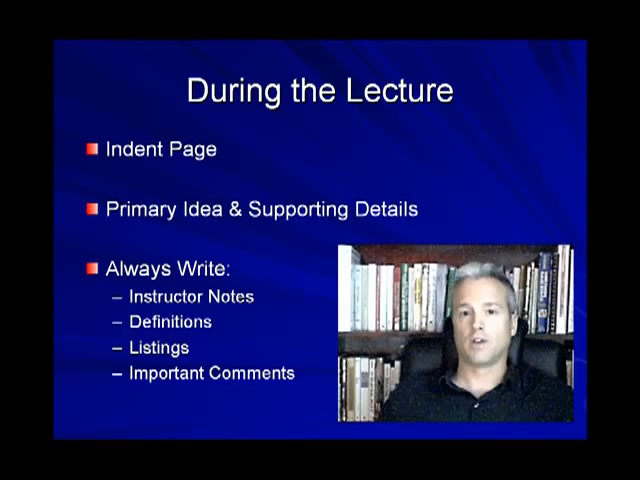 During the Lecture
Indent Page
Primary Idea & Supporting Details
Always Write:
– Instructor Notes
– Definitions
– Listings
– Important Comments